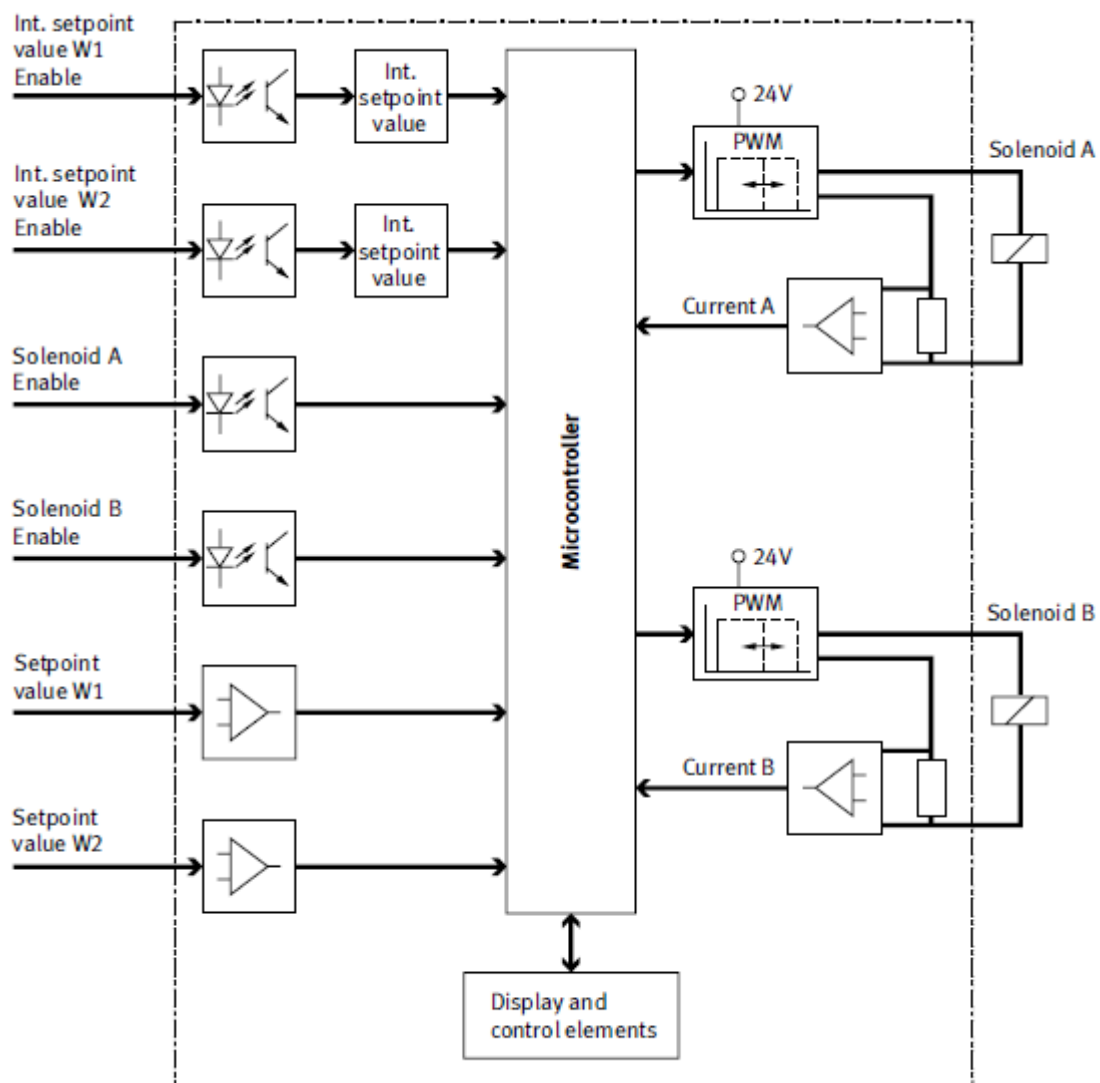 Int. setpoint
value W1
Enable
Int.
setpoint
value
24V
PWM
Solenoid A
Int. setpoint
value W2
Enable
Int.
setpoint
value
Current A
Solenoid A
Enable
Microcontroller
Solenoid B
Enable
24V
PWM
Solenoid B
Setpoint
value W1
Current B
Setpoint
value W2
Display and
control elements